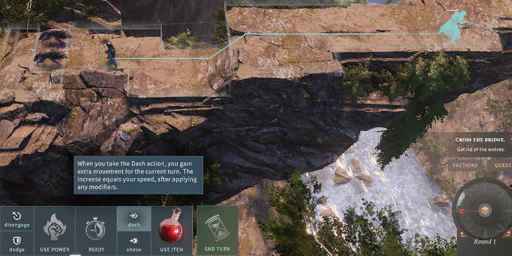 CROSS THE BRIDGE
Get rid of the wolves
FACTIONS
QUEST
When you take the Dash action, you gain
extra movement for the current turn. The
increase equals your speed, after applying
any modifiers.
disengage
dodge
USE POWER
READY
dash
shove
USE ITEM
END TURN
Round 1